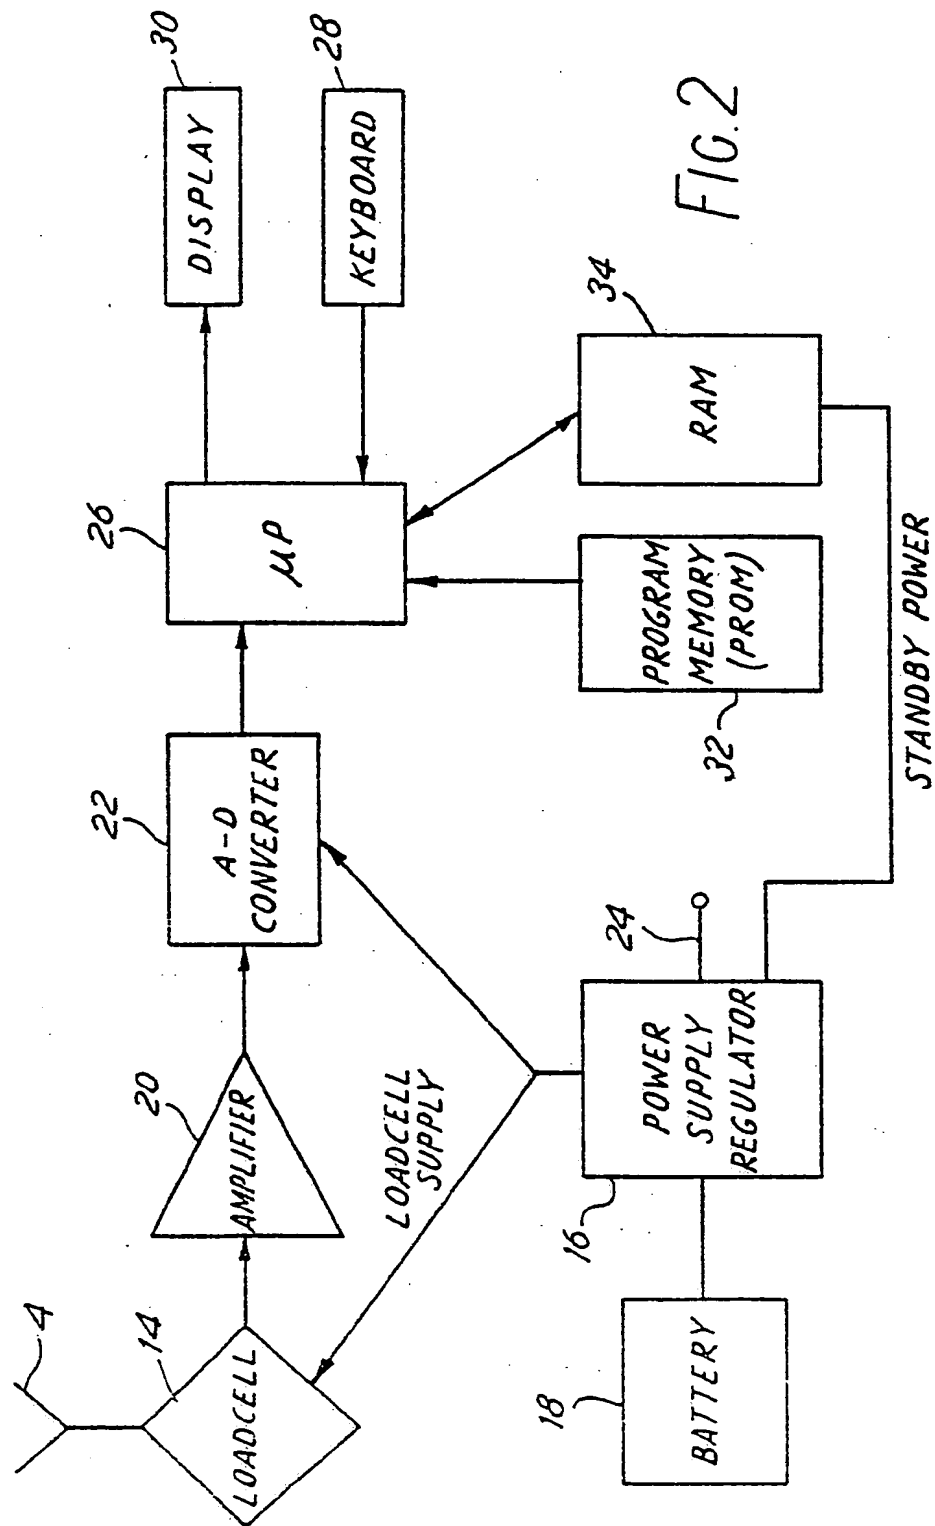 4
14
LOADCELL
20
AMPLIFIER
22
A-D
CONVERTER
26
μP
30
DISPLAY
28
KEYBOARD
LOADCELL
SUPPLY
18
BATTERY
16
POWER
SUPPLY
REGULATOR
24
32
PROGRAM
MEMORY
(PROM)
34
RAM
STANDBY POWER
FIG.2